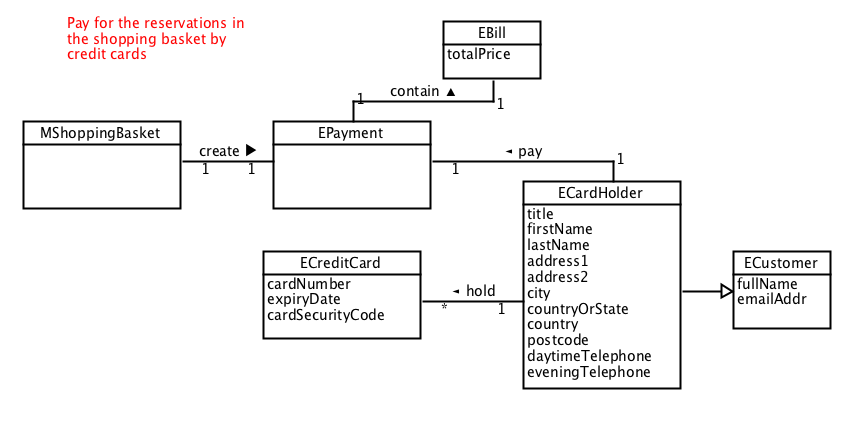 Pay for the reservations in
the shopping basket by
credit cards
EBill
totalPrice
contain ▲
1
1
MShoppingBasket
create ▶
1
1
EPayment
◄ pay
1
1
ECardHolder
title
firstName
lastName
address1
address2
city
countryOrState
country
postcode
daytimeTelephone
eveningTelephone
ECreditCard
cardNumber
expiryDate
cardSecurityCode
◄ hold
*
1
ECustomer
fullName
emailAddr